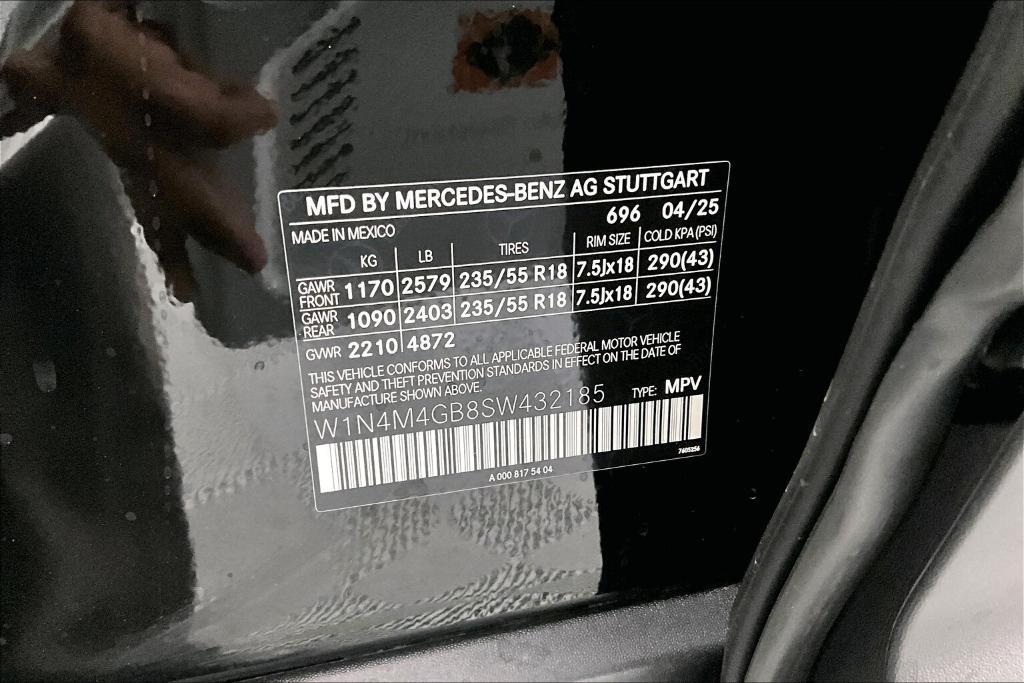 MFD BY MERCEDES-BENZ AG STUTTGART
696 04/25
MADE IN MEXICO
KG LB TIRES RIM SIZE COLD KPA (PSI)
GAWR FRONT 1170 2579 235/55 R18 7.5Jx18 290(43)
GAWR REAR 1090 2403 235/55 R18 7.5Jx18 290(43)
GVWR 2210 4872
THIS VEHICLE CONFORMS TO ALL APPLICABLE FEDERAL MOTOR VEHICLE
SAFETY AND THEFT PREVENTION STANDARDS IN EFFECT ON THE DATE OF
MANUFACTURE SHOWN ABOVE.
W1N4M4GB8SW432185 TYPE: MPV
7605256
A 000 817 54 04